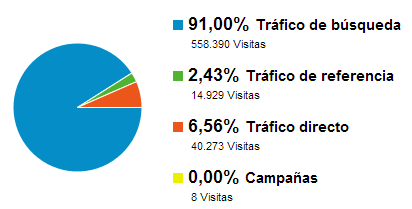 91,00% Tráfico de búsqueda
558.390 Visitas
2,43% Tráfico de referencia
14.929 Visitas
6,56% Tráfico directo
40.273 Visitas
0,00% Campañas
8 Visitas